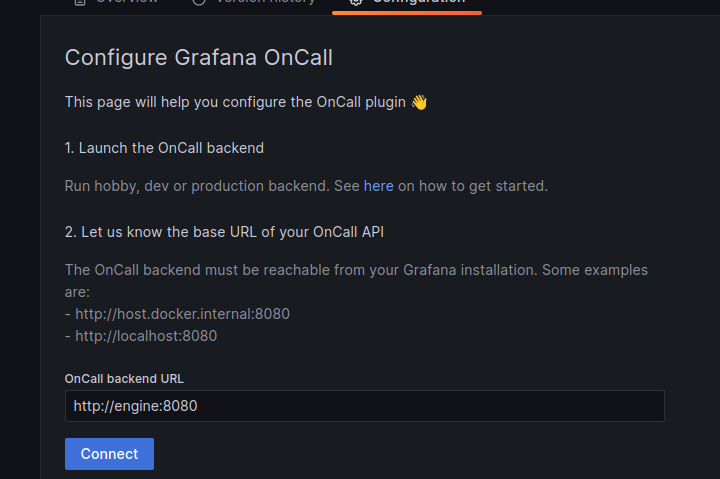 Overview Version history Configuration
Configure Grafana OnCall
This page will help you configure the OnCall plugin 👋
1. Launch the OnCall backend
Run hobby, dev or production backend. See here on how to get started.
2. Let us know the base URL of your OnCall API
The OnCall backend must be reachable from your Grafana installation. Some examples
are:
- http://host.docker.internal:8080
- http://localhost:8080
OnCall backend URL
http://engine:8080
Connect